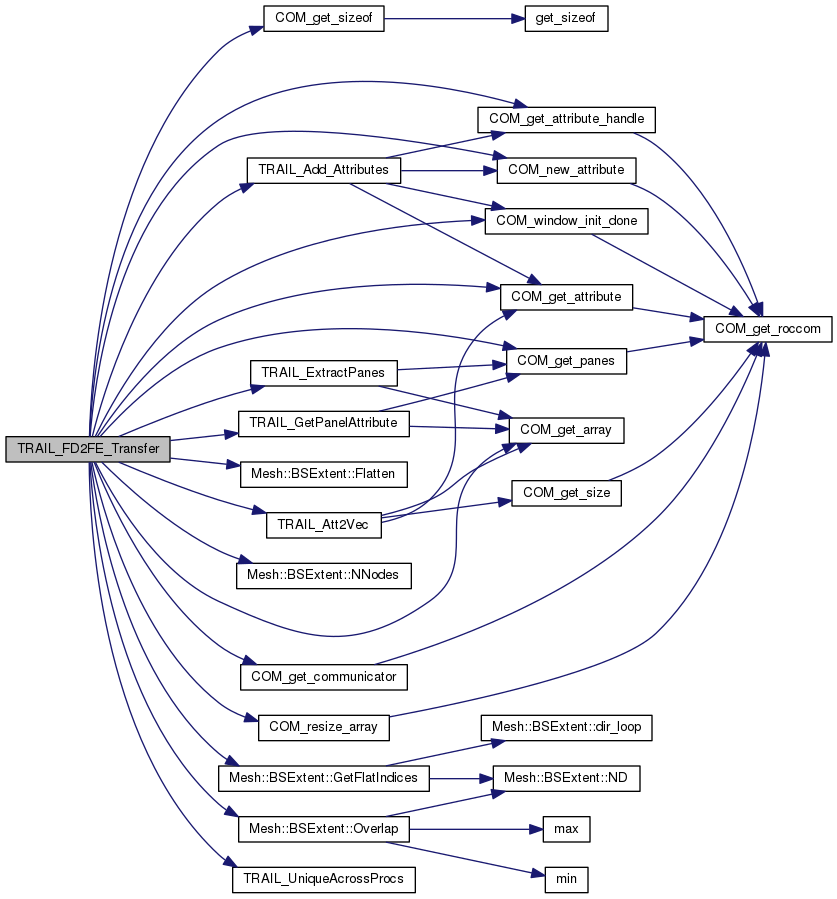 COM_get_sizeof
get_sizeof
COM_get_attribute_handle
TRAIL_Add_Attributes
COM_new_attribute
COM_window_init_done
COM_get_attribute
COM_get_roccom
COM_get_panes
TRAIL_ExtractPanes
TRAIL_GetPanelAttribute
COM_get_array
TRAIL_FD2FE_Transfer
Mesh::BSExtent::Flatten
COM_get_size
TRAIL_Att2Vec
Mesh::BSExtent::NNodes
COM_get_communicator
COM_resize_array
Mesh::BSExtent::dir_loop
Mesh::BSExtent::GetFlatIndices
Mesh::BSExtent::ND
Mesh::BSExtent::Overlap
max
TRAIL_UniqueAcrossProcs
min